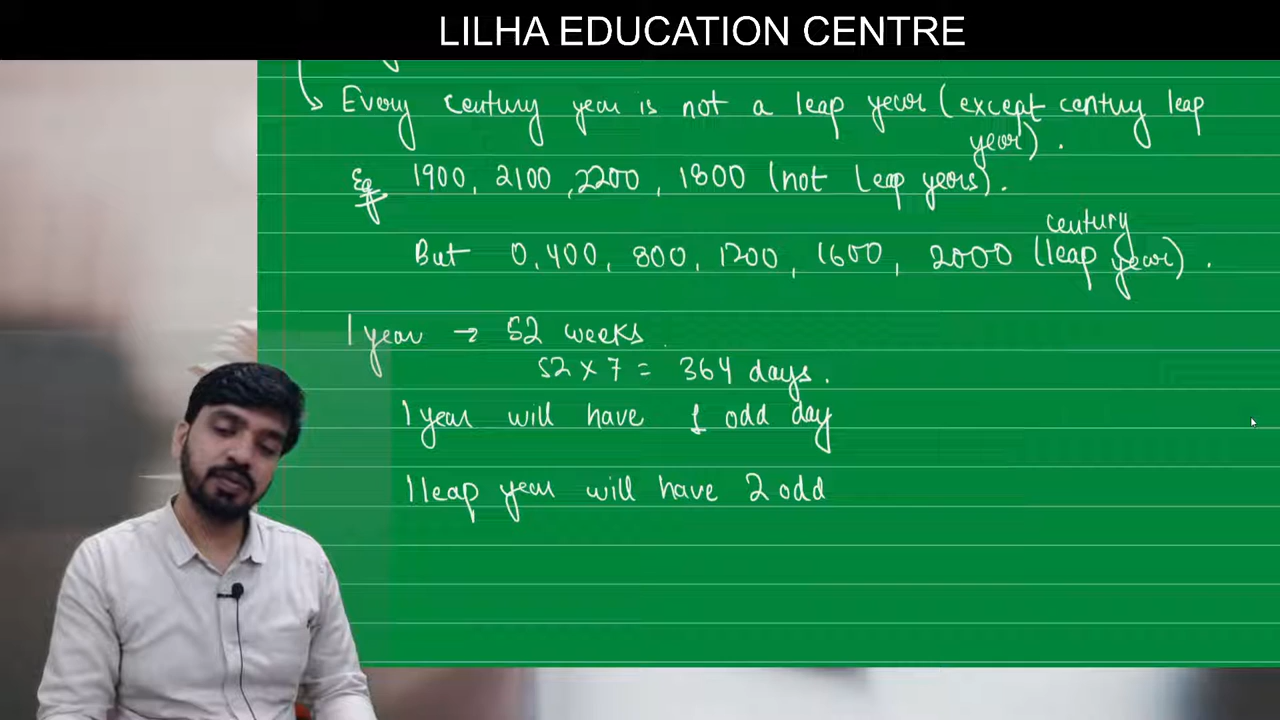 LILHA EDUCATION CENTRE
Every century year is not a leap year (except century leap
year).
Eg 1900, 2100, 2200, 1800 (not leap years).
century
But 0, 400, 800, 1200, 1600, 2000 (leap year).
1 year → 52 weeks.
52 x 7 = 364 days.
1 year will have 1 odd day
1 leap year will have 2 odd